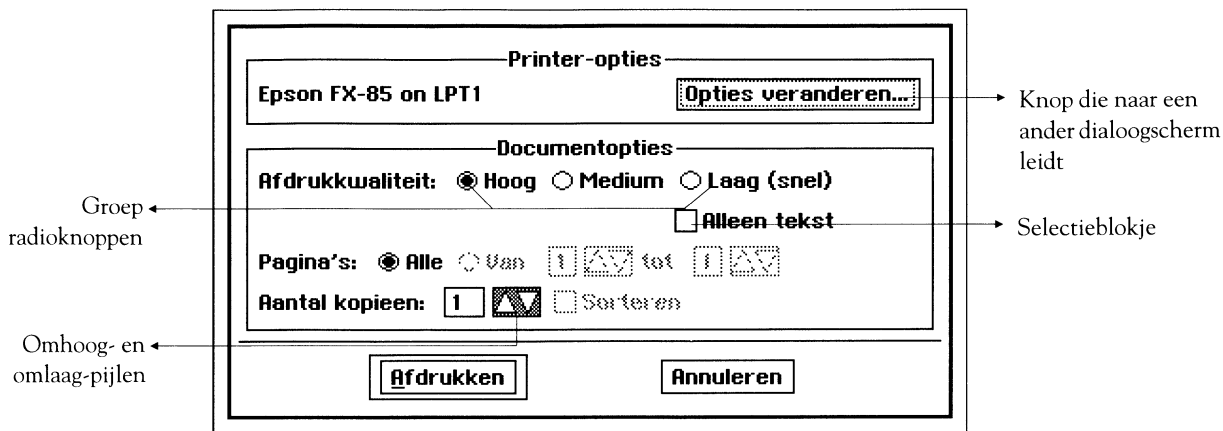 Printer-opties
Epson FX-85 on LPT1
Opties veranderen...
Knop die naar een
ander dialoogscherm
leidt
Documentopties
Afdrukkwaliteit: Hoog Medium Laag (snel)
Groep
radioknoppen
Alleen tekst
Selectieblokje
Pagina's: Alle Van 1 tot 1
Aantal kopieen: 1 Sorteren
Omhoog- en
omlaag-pijlen
Afdrukken
Annuleren